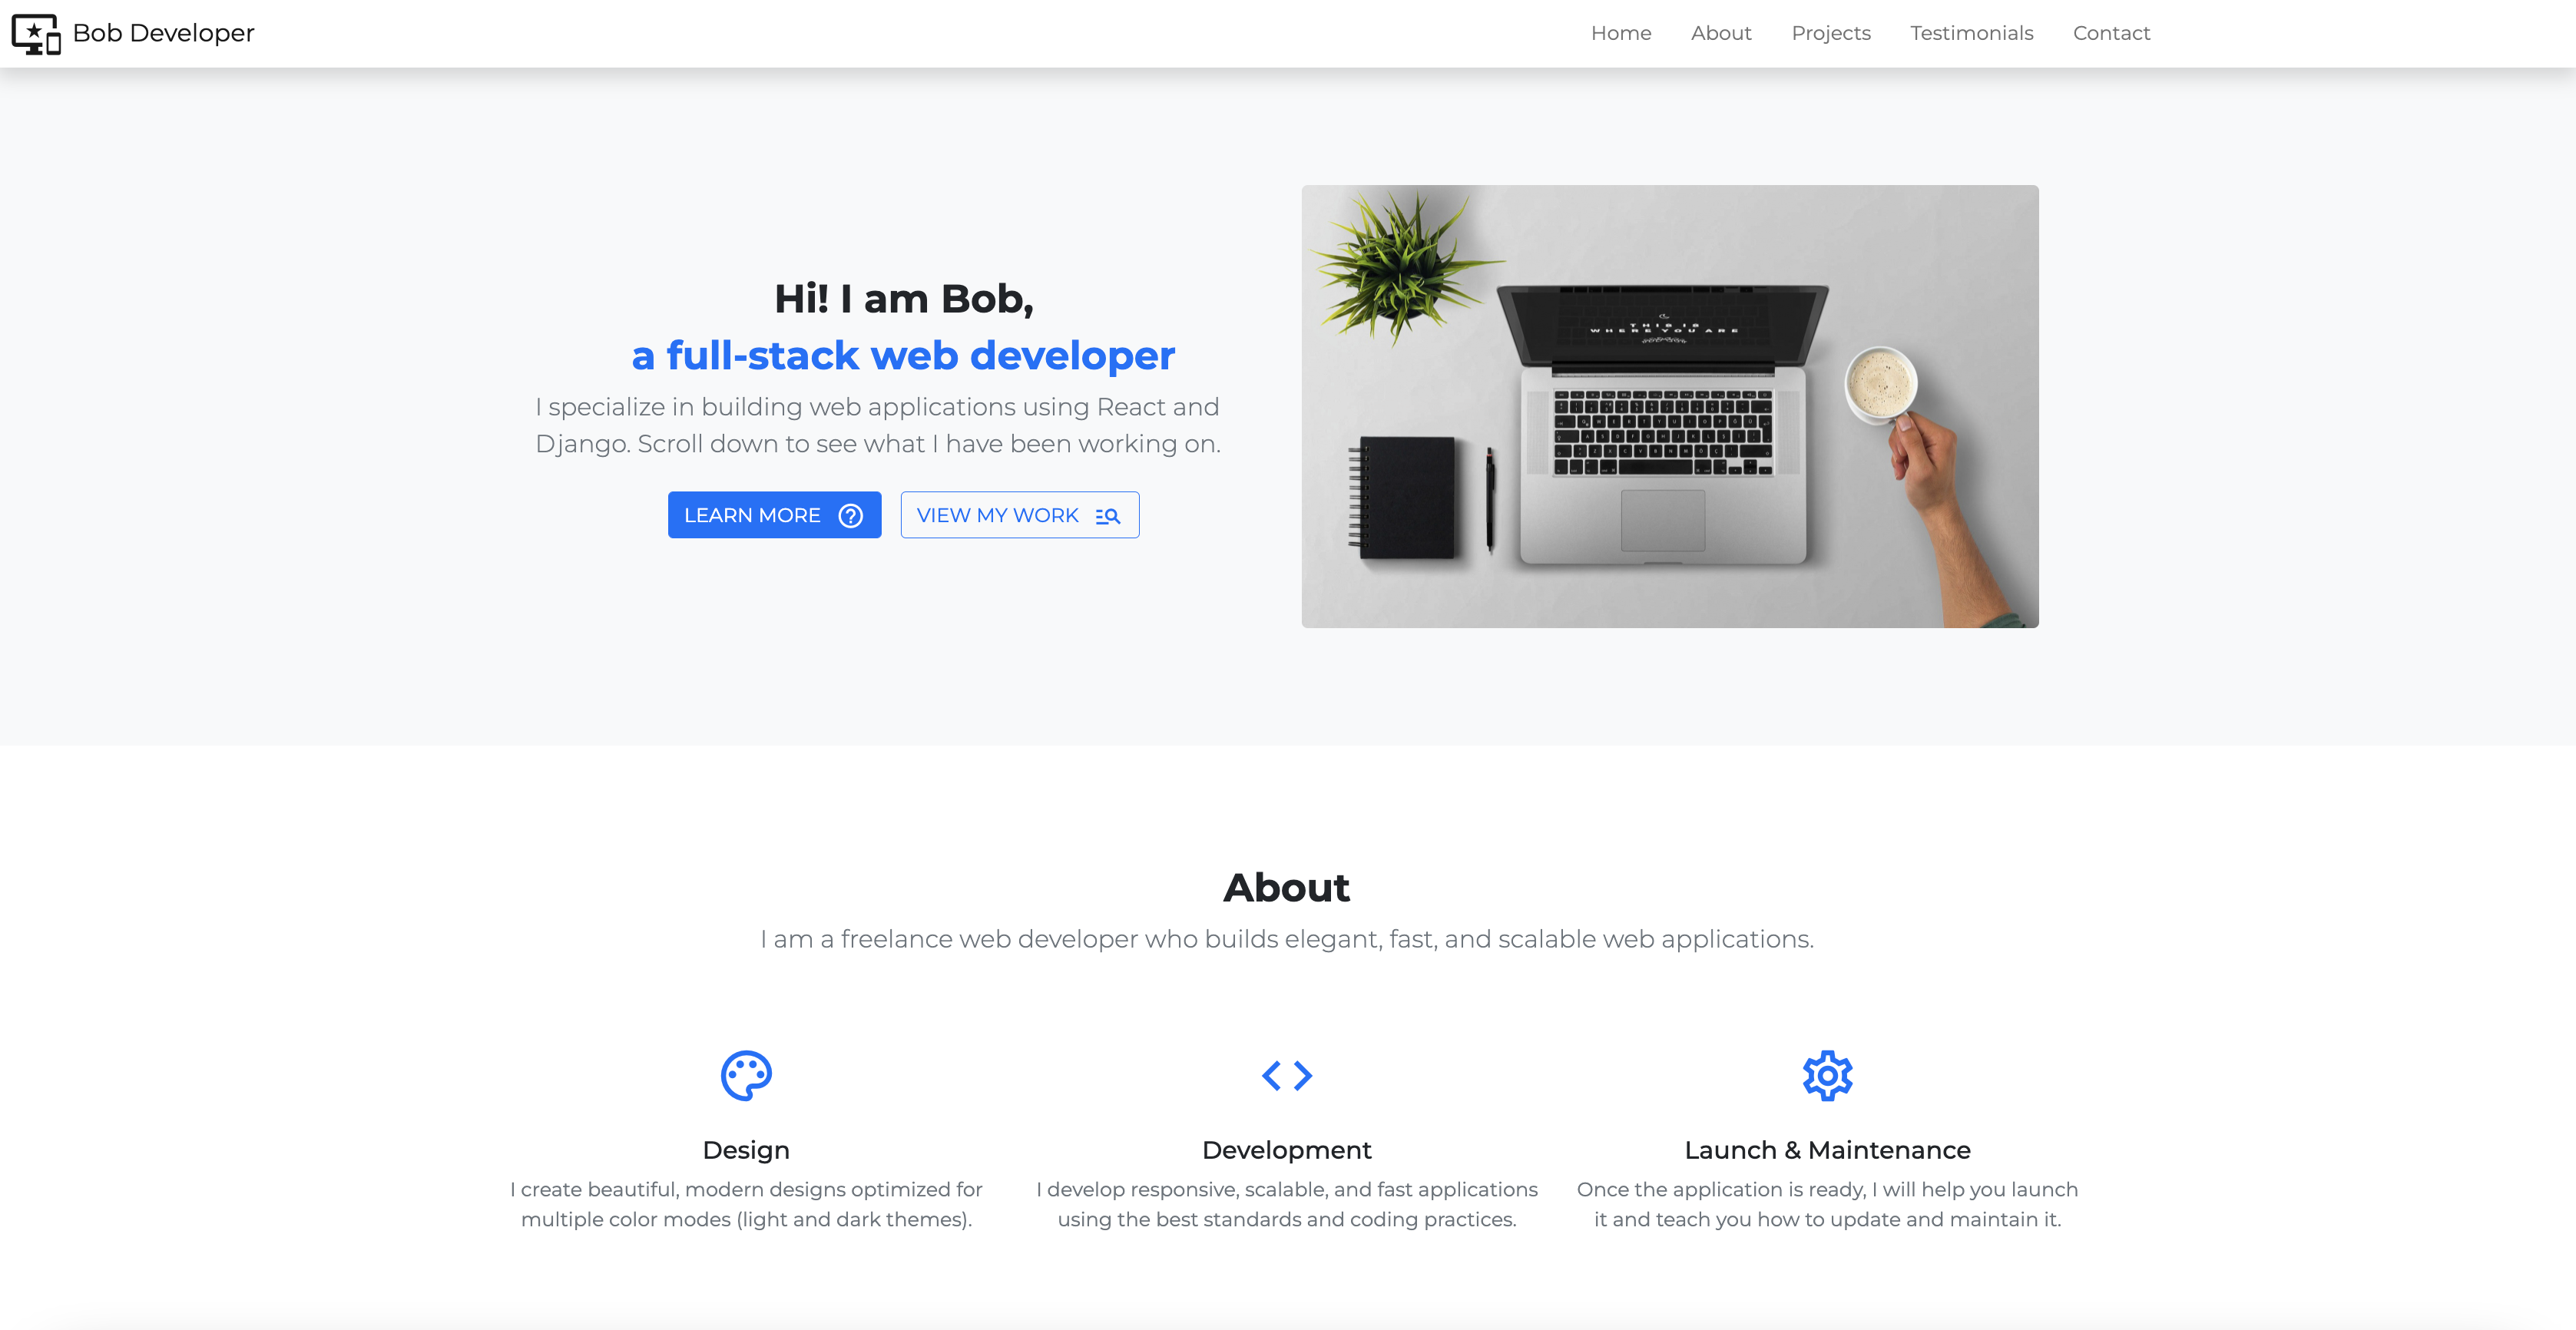 Bob Developer
Home About Projects Testimonials Contact
Hi! I am Bob,
a full-stack web developer
I specialize in building web applications using React and
Django. Scroll down to see what I have been working on.
LEARN MORE
VIEW MY WORK
THIS IS
WHERE YOU ARE
About
I am a freelance web developer who builds elegant, fast, and scalable web applications.
Design
I create beautiful, modern designs optimized for
multiple color modes (light and dark themes).
Development
I develop responsive, scalable, and fast applications
using the best standards and coding practices.
Launch & Maintenance
Once the application is ready, I will help you launch
it and teach you how to update and maintain it.